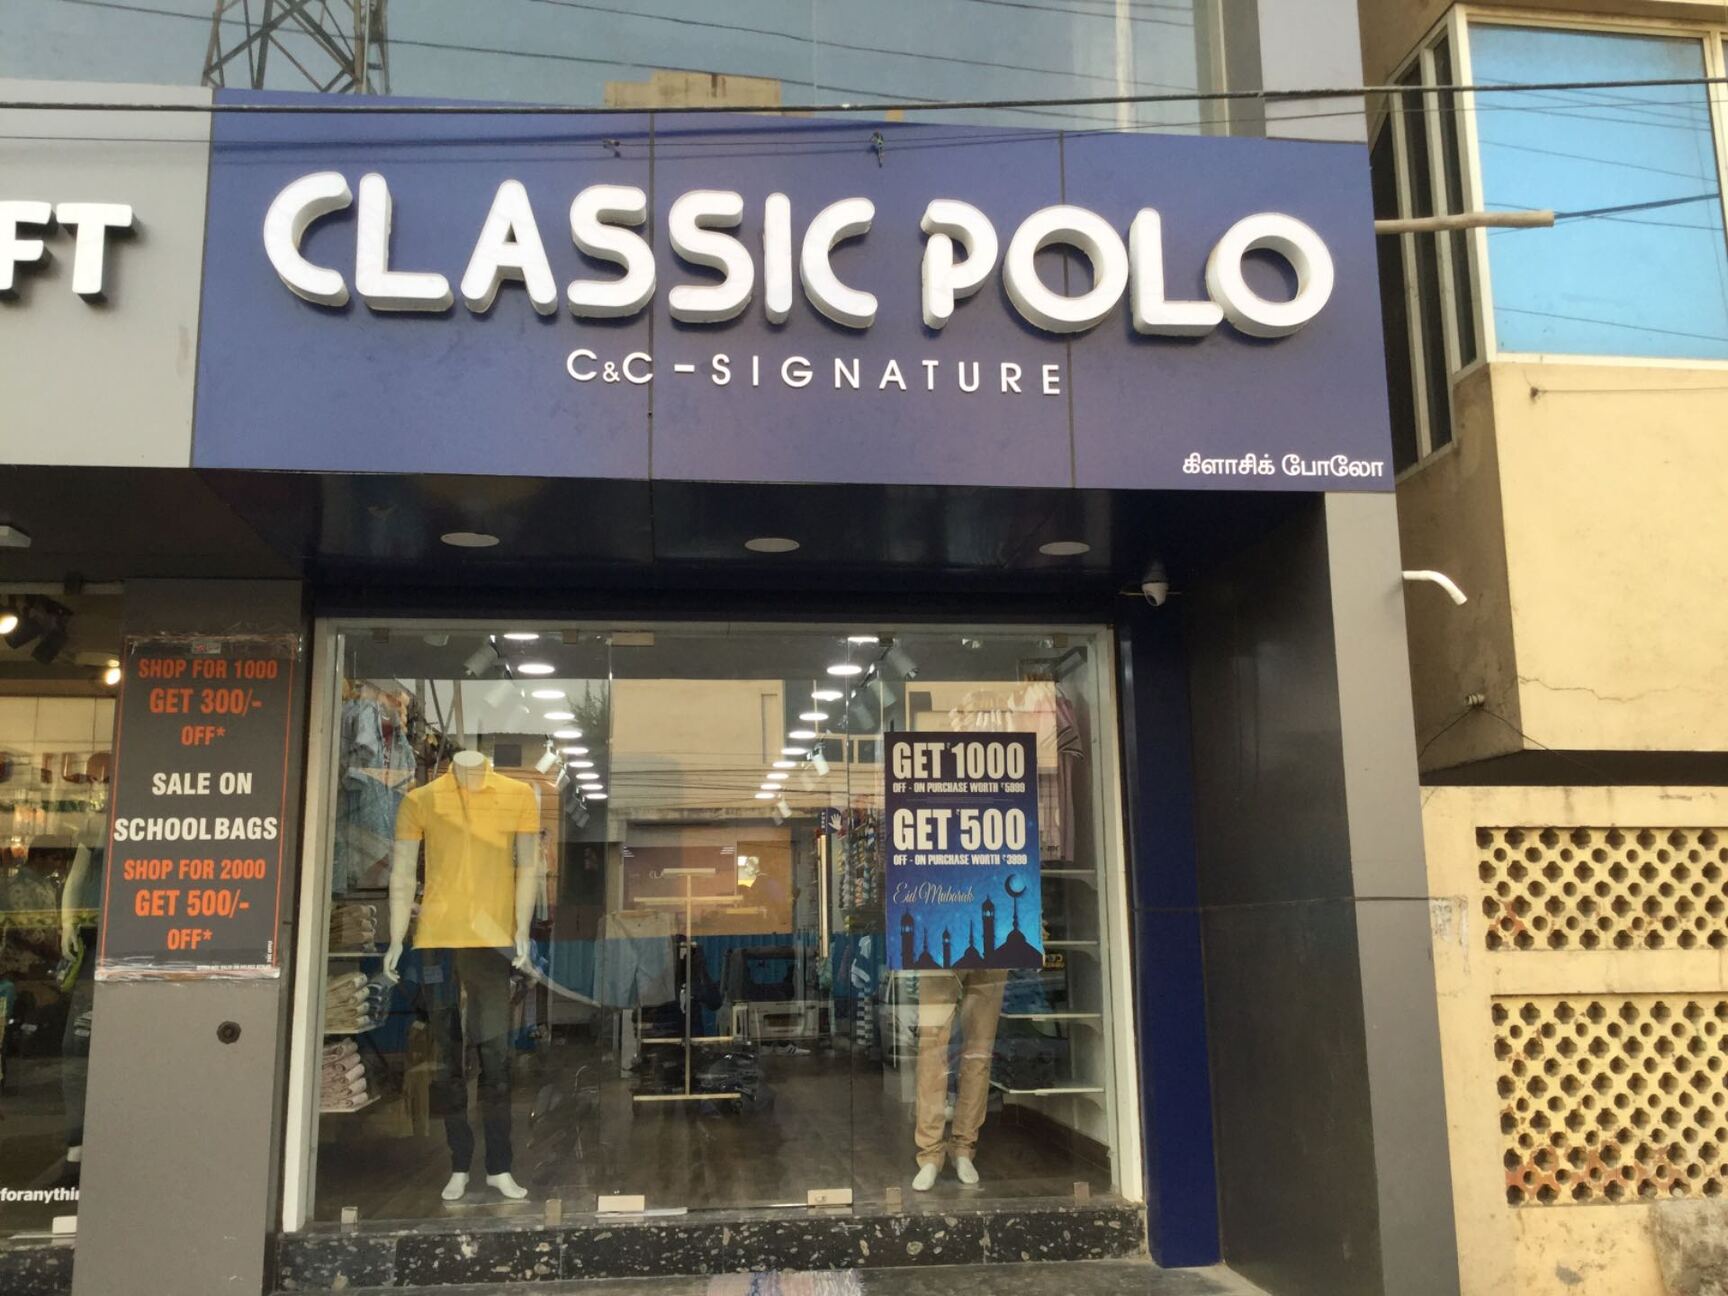 FT
CLASSIC POLO
C&C - SIGNATURE
கிளாசிக் போலோ
SHOP FOR 1000
GET 300/-
OFF*
SALE ON
SCHOOLBAGS
SHOP FOR 2000
GET 500/-
OFF*
GET ₹1000
OFF - ON PURCHASE WORTH ₹5999
GET ₹500
OFF - ON PURCHASE WORTH ₹3999
Eid Mubarak
foranythi